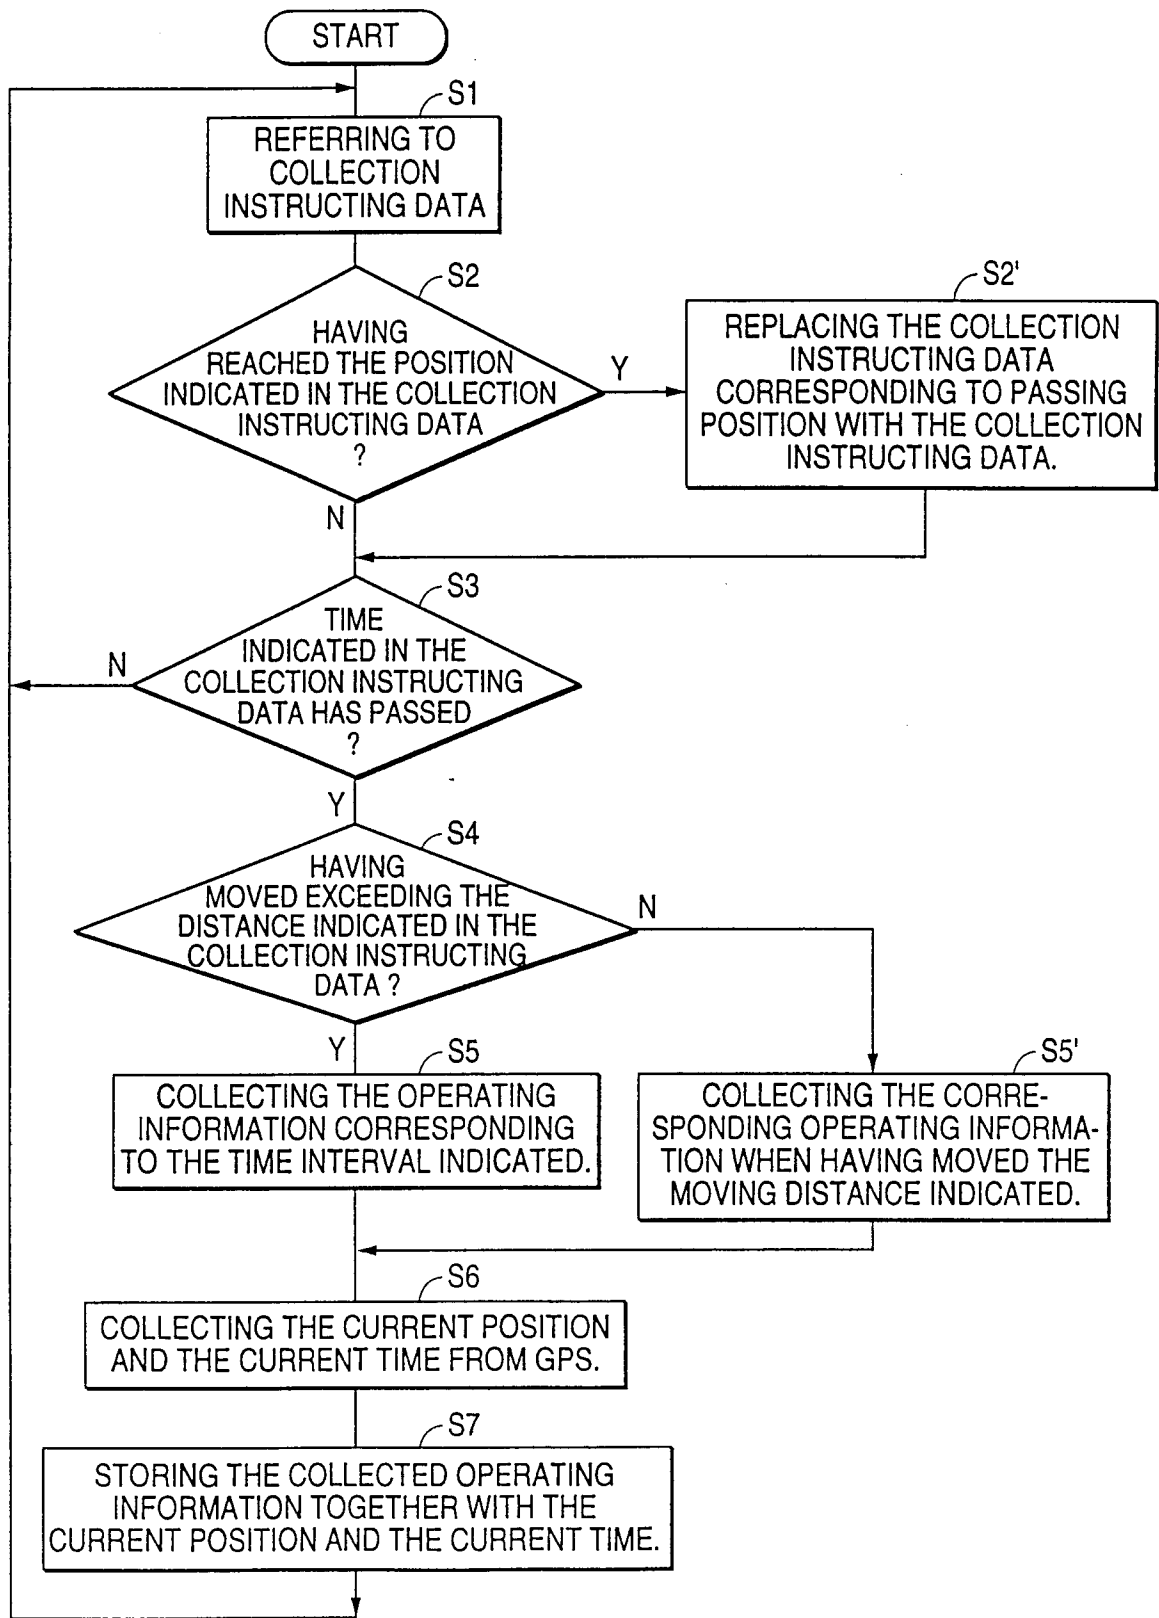 START
S1
REFERRING TO
COLLECTION
INSTRUCTING DATA
S2
HAVING
REACHED THE POSITION
INDICATED IN THE COLLECTION
INSTRUCTING DATA
?
Y
N
S2'
REPLACING THE COLLECTION
INSTRUCTING DATA
CORRESPONDING TO PASSING
POSITION WITH THE COLLECTION
INSTRUCTING DATA.
S3
TIME
INDICATED IN THE
COLLECTION INSTRUCTING
DATA HAS PASSED
?
N
Y
S4
HAVING
MOVED EXCEEDING THE
DISTANCE INDICATED IN THE
COLLECTION INSTRUCTING
DATA ?
N
Y
S5
COLLECTING THE OPERATING
INFORMATION CORRESPONDING
TO THE TIME INTERVAL INDICATED.
S5'
COLLECTING THE CORRE-
SPONDING OPERATING INFORMA-
TION WHEN HAVING MOVED THE
MOVING DISTANCE INDICATED.
S6
COLLECTING THE CURRENT POSITION
AND THE CURRENT TIME FROM GPS.
S7
STORING THE COLLECTED OPERATING
INFORMATION TOGETHER WITH THE
CURRENT POSITION AND THE CURRENT TIME.